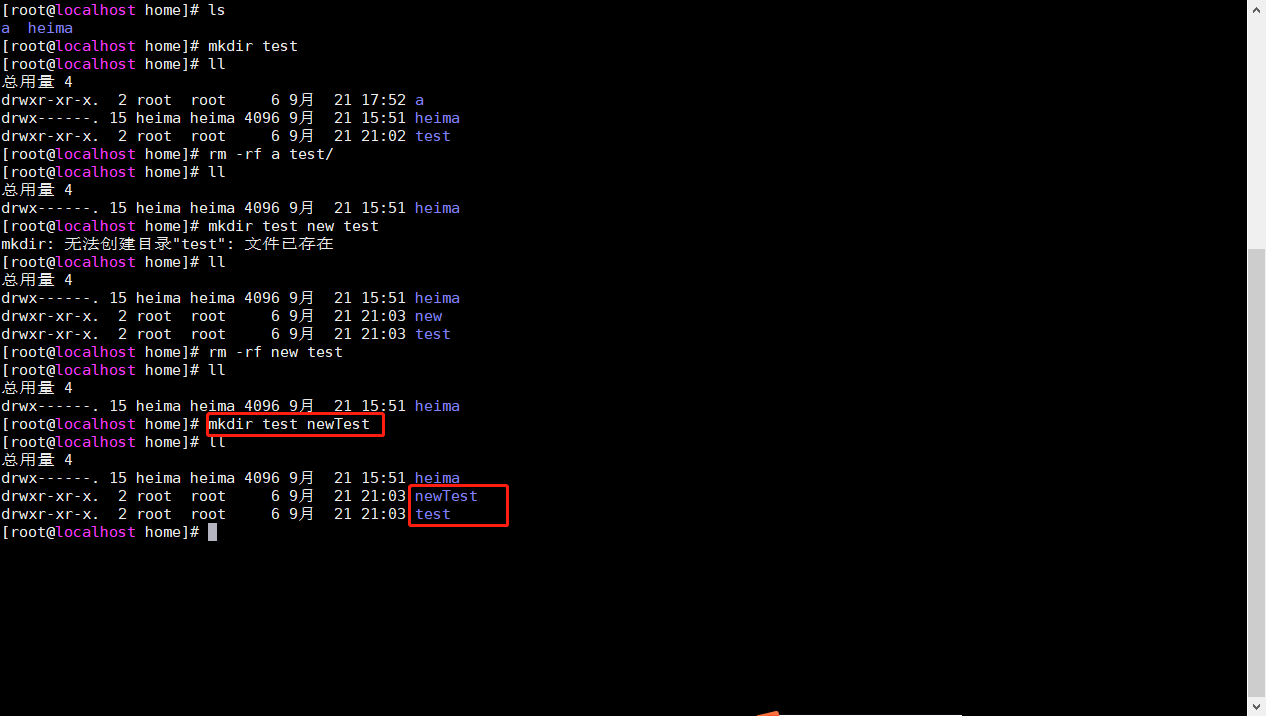 [root@localhost home]# ls
a  heima
[root@localhost home]# mkdir test
[root@localhost home]# ll
总用量 4
drwxr-xr-x.  2 root  root     6 9月  21 17:52 a
drwx------. 15 heima heima 4096 9月  21 15:51 heima
drwxr-xr-x.  2 root  root     6 9月  21 21:02 test
[root@localhost home]# rm -rf a test/
[root@localhost home]# ll
总用量 4
drwx------. 15 heima heima 4096 9月  21 15:51 heima
[root@localhost home]# mkdir test new test
mkdir: 无法创建目录"test": 文件已存在
[root@localhost home]# ll
总用量 4
drwx------. 15 heima heima 4096 9月  21 15:51 heima
drwxr-xr-x.  2 root  root     6 9月  21 21:03 new
drwxr-xr-x.  2 root  root     6 9月  21 21:03 test
[root@localhost home]# rm -rf new test
[root@localhost home]# ll
总用量 4
drwx------. 15 heima heima 4096 9月  21 15:51 heima
[root@localhost home]# mkdir test newTest
[root@localhost home]# ll
总用量 4
drwx------. 15 heima heima 4096 9月  21 15:51 heima
drwxr-xr-x.  2 root  root     6 9月  21 21:03 newTest
drwxr-xr-x.  2 root  root     6 9月  21 21:03 test
[root@localhost home]#